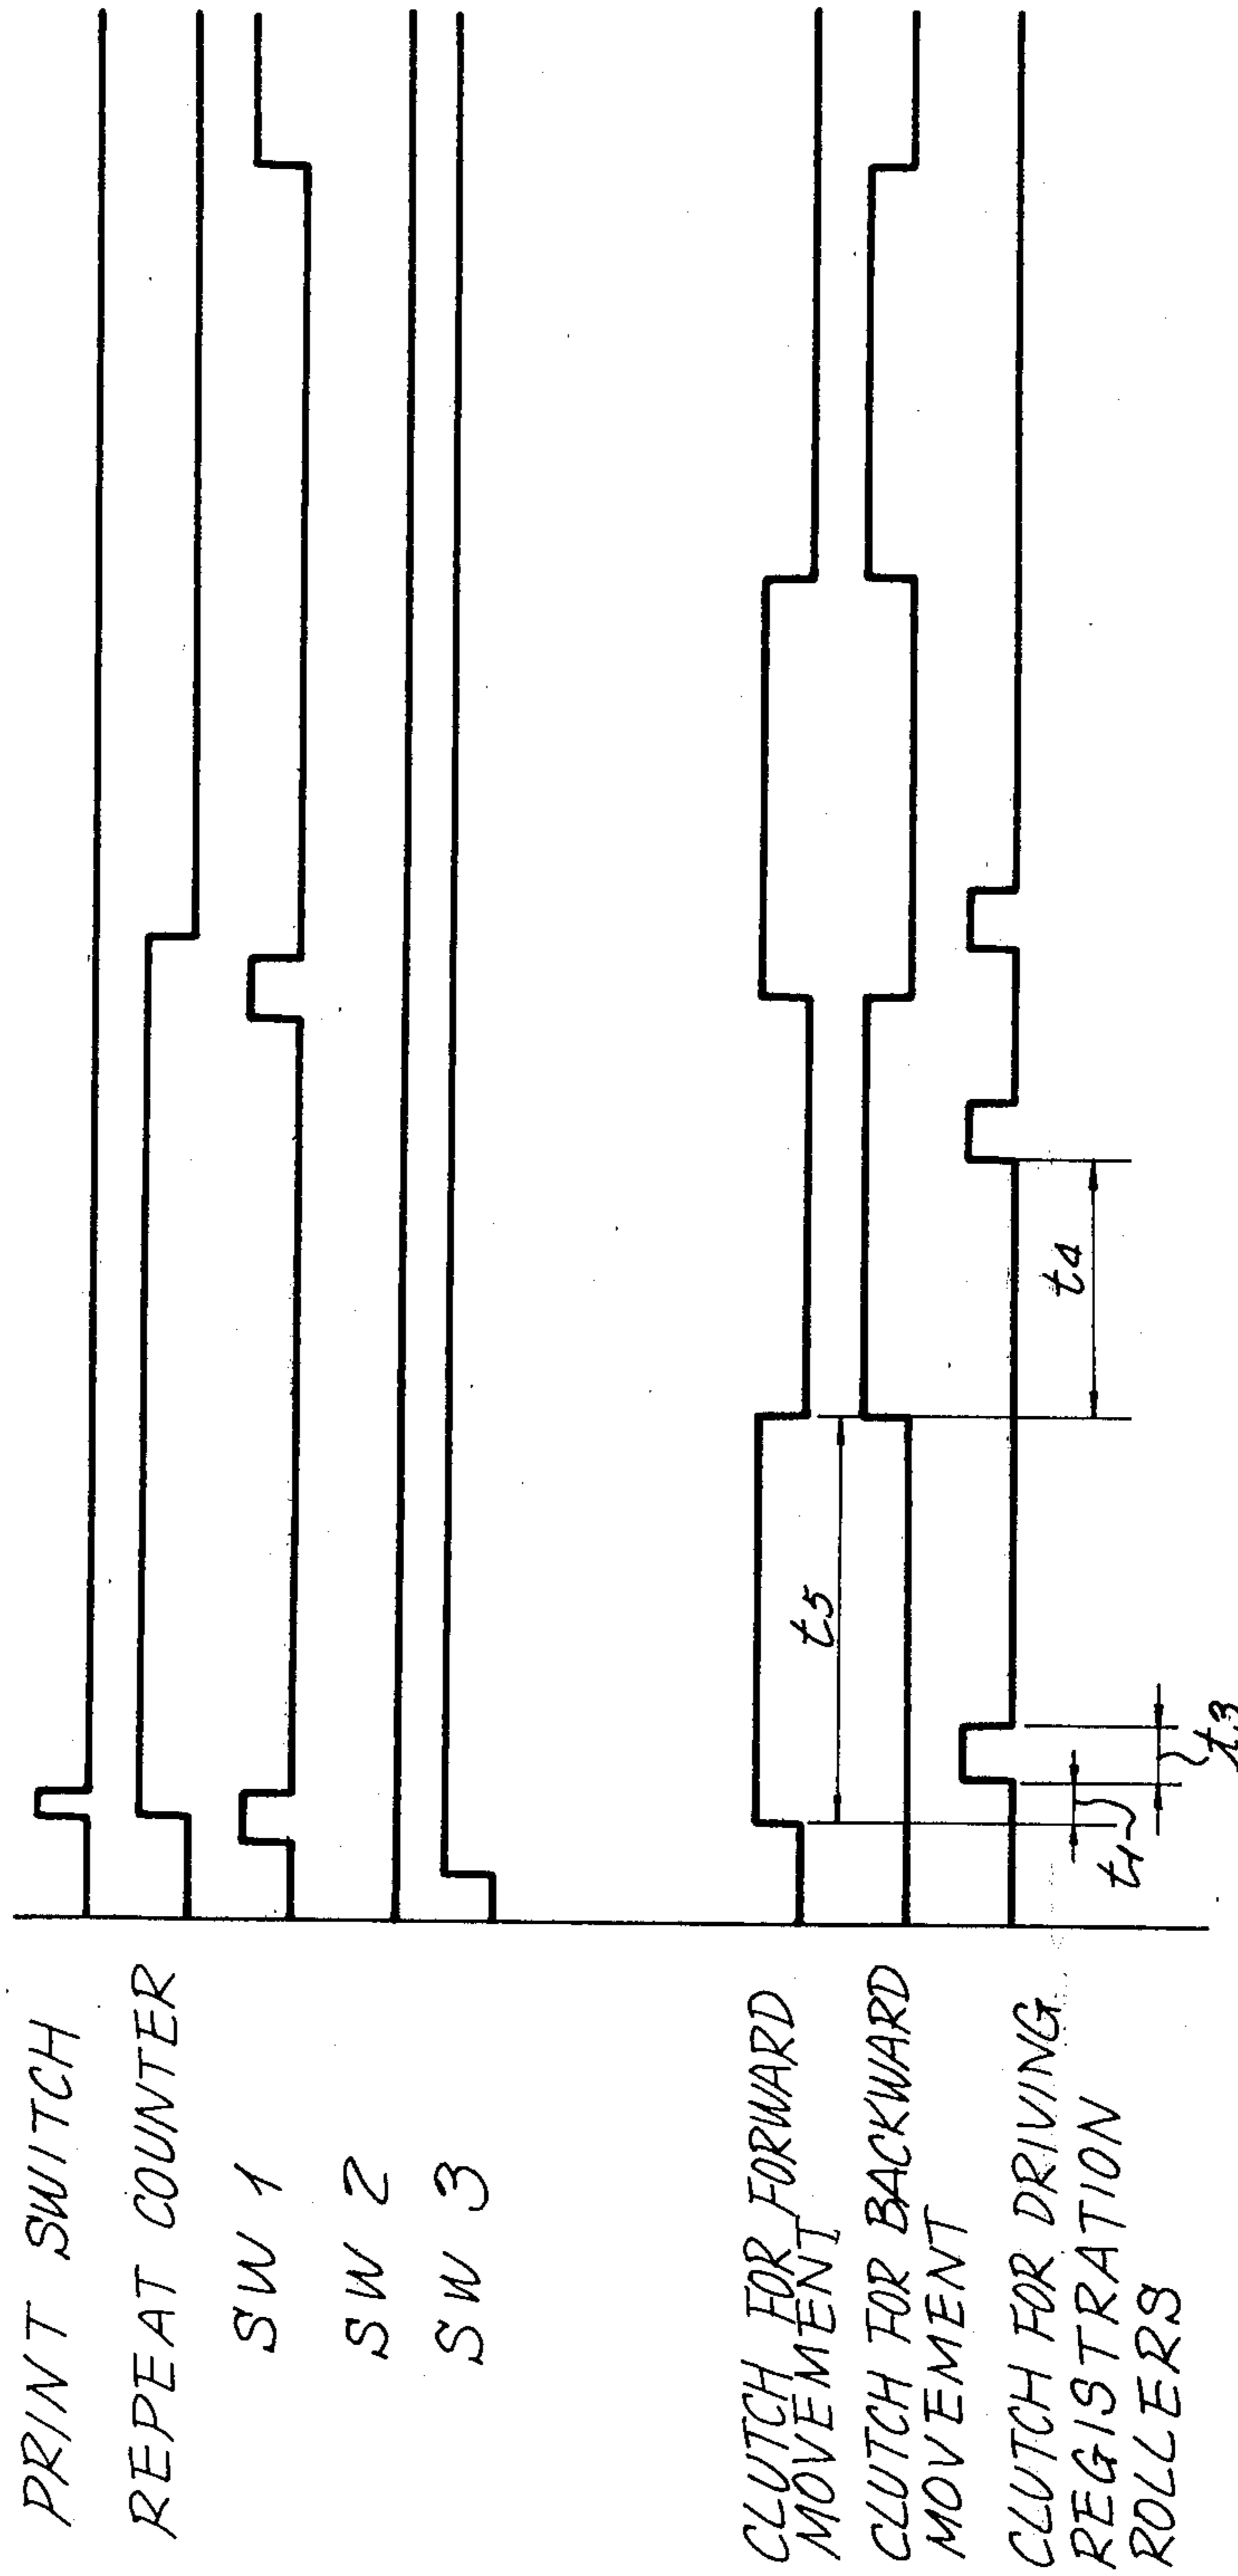 PRINT SWITCH
REPEAT COUNTER
SW 1
SW 2
SW 3
CLUTCH FOR FORWARD
MOVEMENT
CLUTCH FOR BACKWARD
MOVEMENT
CLUTCH FOR DRIVING
REGISTRATION
ROLLERS
t5
t4
t1
t3